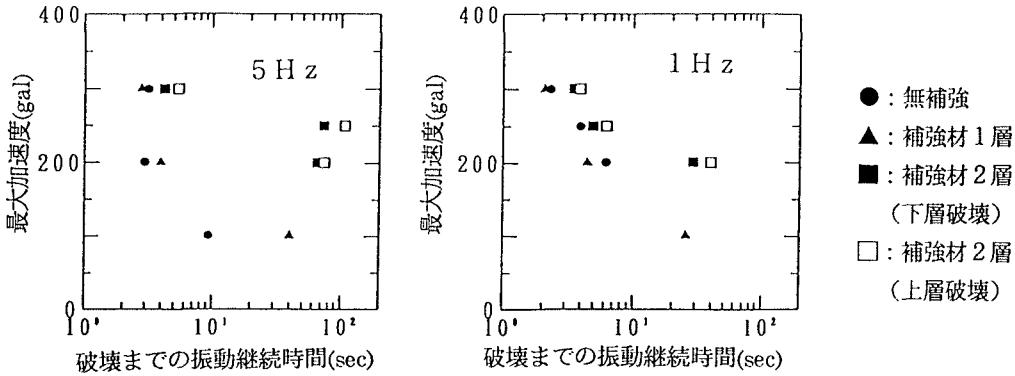 400
200
0
最大加速度(gal)
5Hz
10⁰ 10¹ 10²
破壊までの振動継続時間(sec)
400
200
0
最大加速度(gal)
1Hz
10⁰ 10¹ 10²
破壊までの振動継続時間(sec)
●：無補強
▲：補強材1層
■：補強材2層
（下層破壊）
□：補強材2層
（上層破壊）